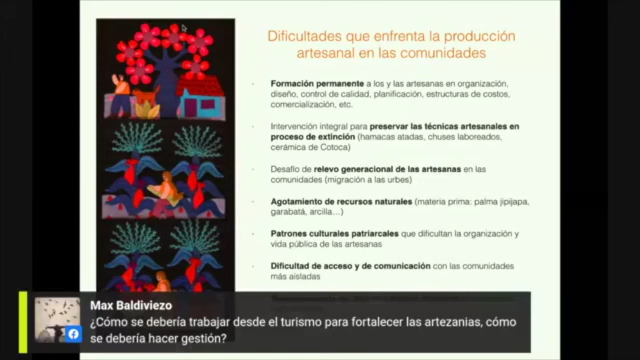 Dificultades que enfrenta la producción
artesanal en las comunidades
Formación permanente a los y las artesanas en organización,
diseño, control de calidad, planificación, estructuras de costos,
comercialización, etc.
Intervención integral para preservar las técnicas artesanales en
proceso de extinción (hamacas atadas, chuses laboreados,
cerámica de Cotoca)
Desafío de relevo generacional de las artesanas en las
comunidades (migración a las urbes)
Agotamiento de recursos naturales (materia prima: palma jipijapa,
garabatá, arcilla…)
Patrones culturales patriarcales que dificultan la organización y
vida pública de las artesanas
Dificultad de acceso y de comunicación con las comunidades
más aisladas
Max Baldiviezo
¿Cómo se debería trabajar desde el turismo para fortalecer las artezanias, cómo
se debería hacer gestión?